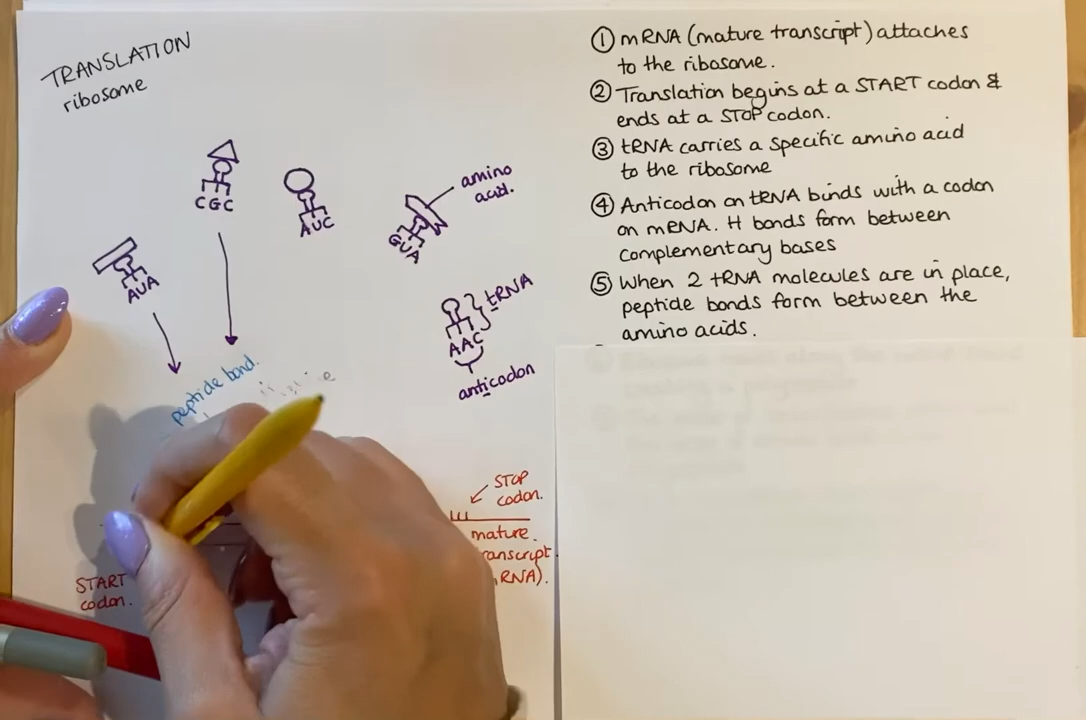 TRANSLATION
ribosome
CGC
AUC
amino
acid.
GUA
AUA
tRNA
AAC
anticodon
peptide bond.
STOP
codon.
mature
transcript
RNA).
START
codon.
① mRNA (mature transcript) attaches
to the ribosome.
② Translation begins at a START codon &
ends at a STOP codon.
③ tRNA carries a specific amino acid
to the ribosome
④ Anticodon on tRNA binds with a codon
on mRNA. H bonds form between
complementary bases
⑤ When 2 tRNA molecules are in place,
peptide bonds form between the
amino acids.